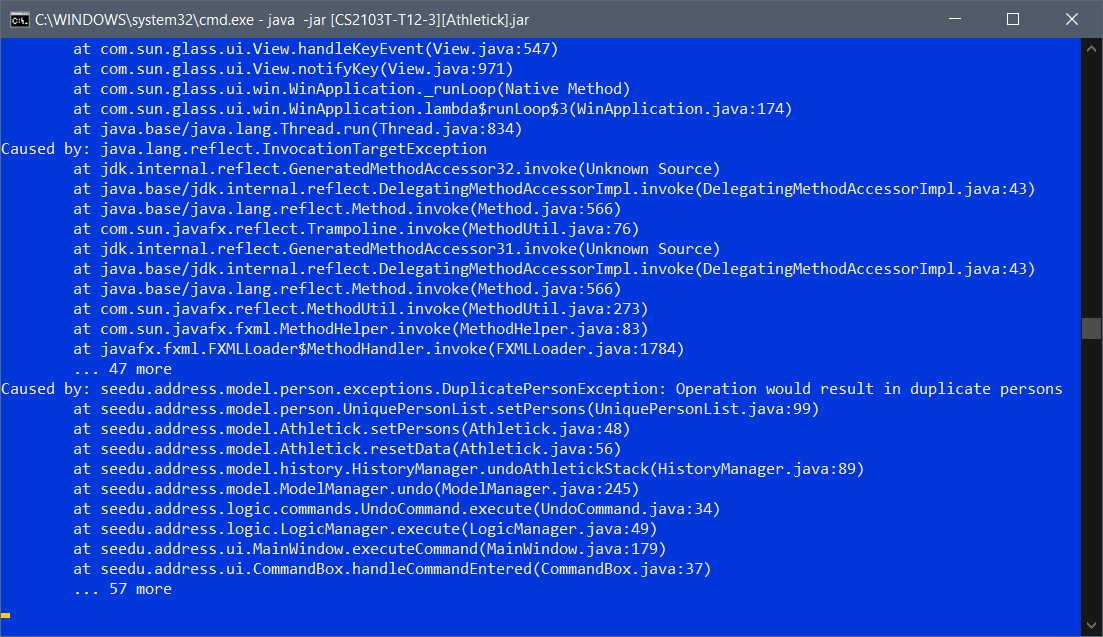 C:\WINDOWS\system32\cmd.exe - java  -jar [CS2103T-T12-3][Athletick].jar
at com.sun.glass.ui.View.handleKeyEvent(View.java:547)
at com.sun.glass.ui.View.notifyKey(View.java:971)
at com.sun.glass.ui.win.WinApplication._runLoop(Native Method)
at com.sun.glass.ui.win.WinApplication.lambda$runLoop$3(WinApplication.java:174)
at java.base/java.lang.Thread.run(Thread.java:834)
Caused by: java.lang.reflect.InvocationTargetException
at jdk.internal.reflect.GeneratedMethodAccessor32.invoke(Unknown Source)
at java.base/jdk.internal.reflect.DelegatingMethodAccessorImpl.invoke(DelegatingMethodAccessorImpl.java:43)
at java.base/java.lang.reflect.Method.invoke(Method.java:566)
at com.sun.javafx.reflect.Trampoline.invoke(MethodUtil.java:76)
at jdk.internal.reflect.GeneratedMethodAccessor31.invoke(Unknown Source)
at java.base/jdk.internal.reflect.DelegatingMethodAccessorImpl.invoke(DelegatingMethodAccessorImpl.java:43)
at java.base/java.lang.reflect.Method.invoke(Method.java:566)
at com.sun.javafx.reflect.MethodUtil.invoke(MethodUtil.java:273)
at com.sun.javafx.fxml.MethodHelper.invoke(MethodHelper.java:83)
at javafx.fxml.FXMLLoader$MethodHandler.invoke(FXMLLoader.java:1784)
... 47 more
Caused by: seedu.address.model.person.exceptions.DuplicatePersonException: Operation would result in duplicate persons
at seedu.address.model.person.UniquePersonList.setPersons(UniquePersonList.java:99)
at seedu.address.model.Athletick.setPersons(Athletick.java:48)
at seedu.address.model.Athletick.resetData(Athletick.java:56)
at seedu.address.model.history.HistoryManager.undoAthletickStack(HistoryManager.java:89)
at seedu.address.model.ModelManager.undo(ModelManager.java:245)
at seedu.address.logic.commands.UndoCommand.execute(UndoCommand.java:34)
at seedu.address.logic.LogicManager.execute(LogicManager.java:49)
at seedu.address.ui.MainWindow.executeCommand(MainWindow.java:179)
at seedu.address.ui.CommandBox.handleCommandEntered(CommandBox.java:37)
... 57 more